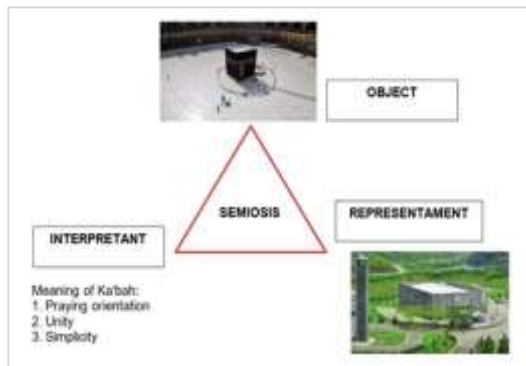 OBJECT
SEMIOSIS
REPRESENTAMENT
INTERPRETANT
Meaning of Ka'bah:
1. Praying orientation
2. Unity
3. Simplicity